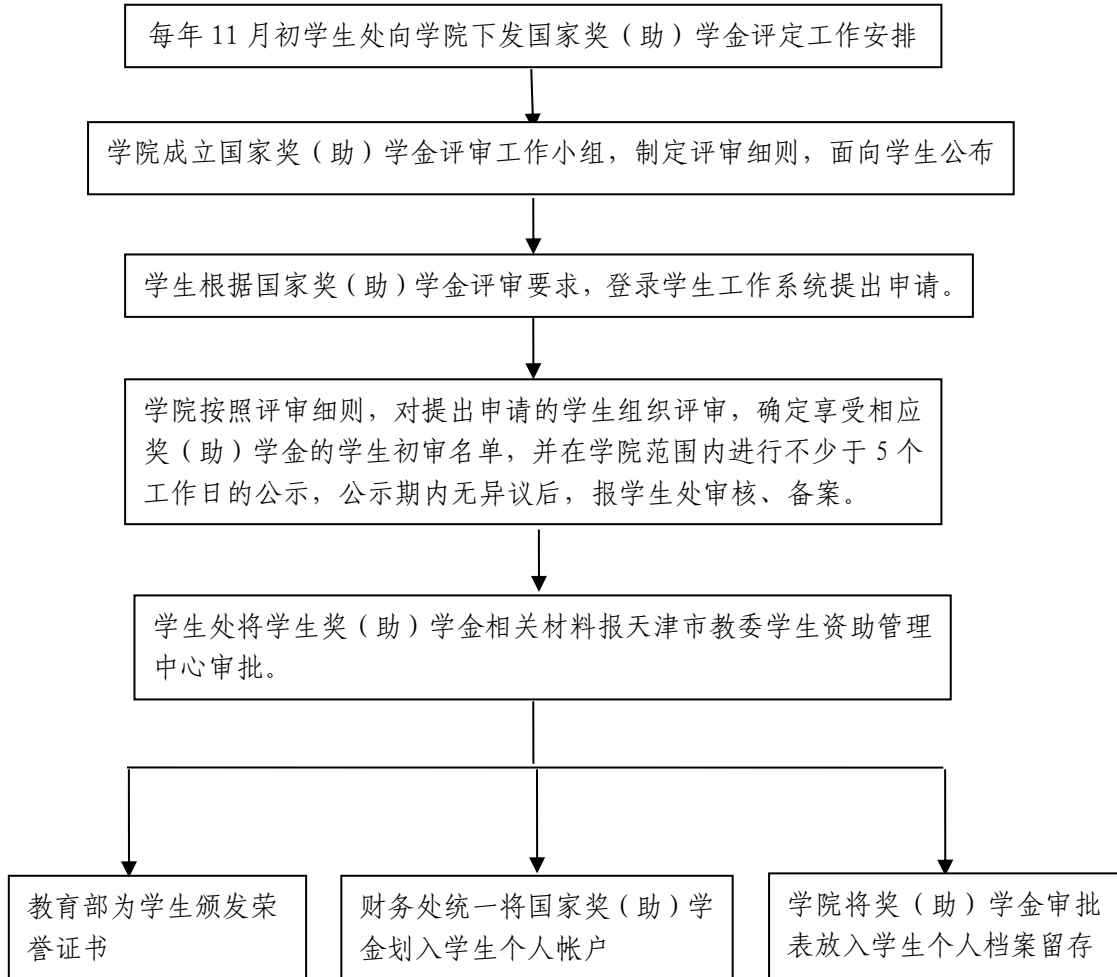 每年 11 月初学生处向学院下发国家奖（助）学金评定工作安排
学院成立国家奖（助）学金评审工作小组，制定评审细则，面向学生公布
学生根据国家奖（助）学金评审要求，登录学生工作系统提出申请。
学院按照评审细则，对提出申请的学生组织评审，确定享受相应
奖（助）学金的学生初审名单，并在学院范围内进行不少于 5 个
工作日的公示，公示期内无异议后，报学生处审核、备案。
学生处将学生奖（助）学金相关材料报天津市教委学生资助管理
中心审批。
教育部为学生颁发荣
誉证书
财务处统一将国家奖（助）学
金划入学生个人帐户
学院将奖（助）学金审批
表放入学生个人档案留存